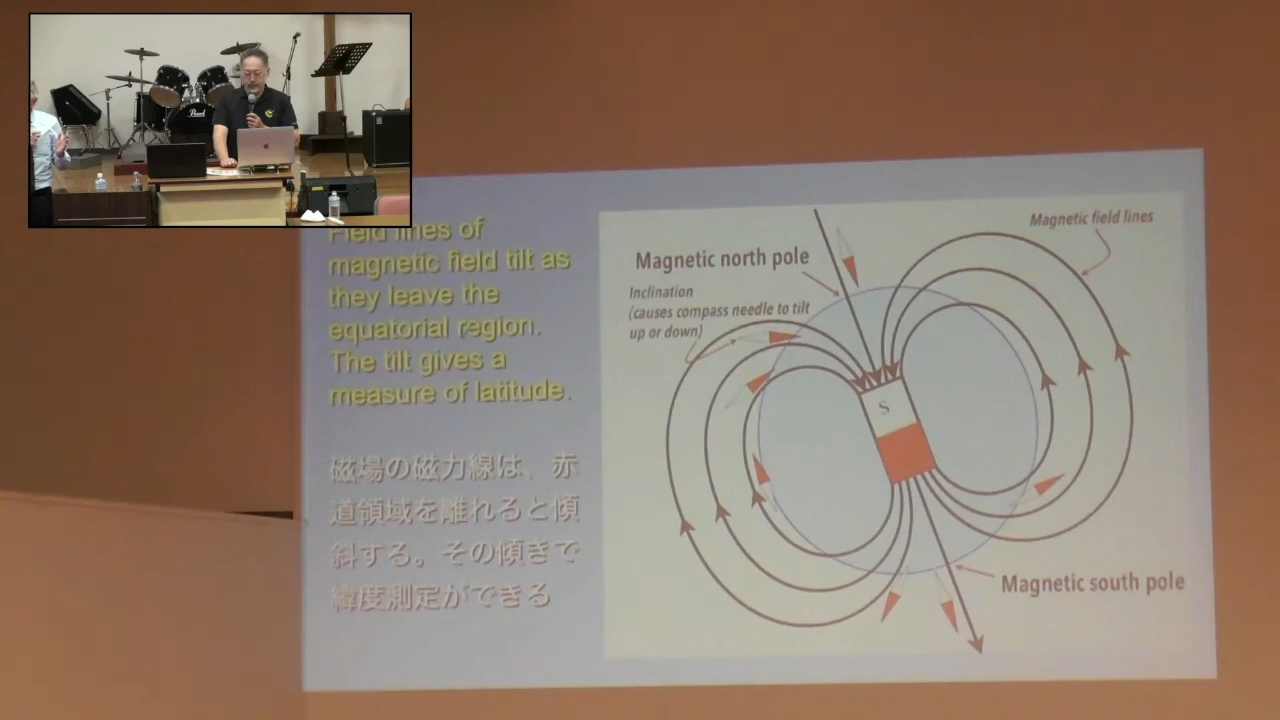 Pearl
Field lines of
magnetic field tilt as
they leave the
equatorial region.
The tilt gives a
measure of latitude.
磁場の磁力線は、赤
道領域を離れると傾
斜する。その傾きで
緯度測定ができる
Magnetic field lines
Magnetic north pole
Inclination
(causes compass needle to tilt
up or down)
S
Magnetic south pole